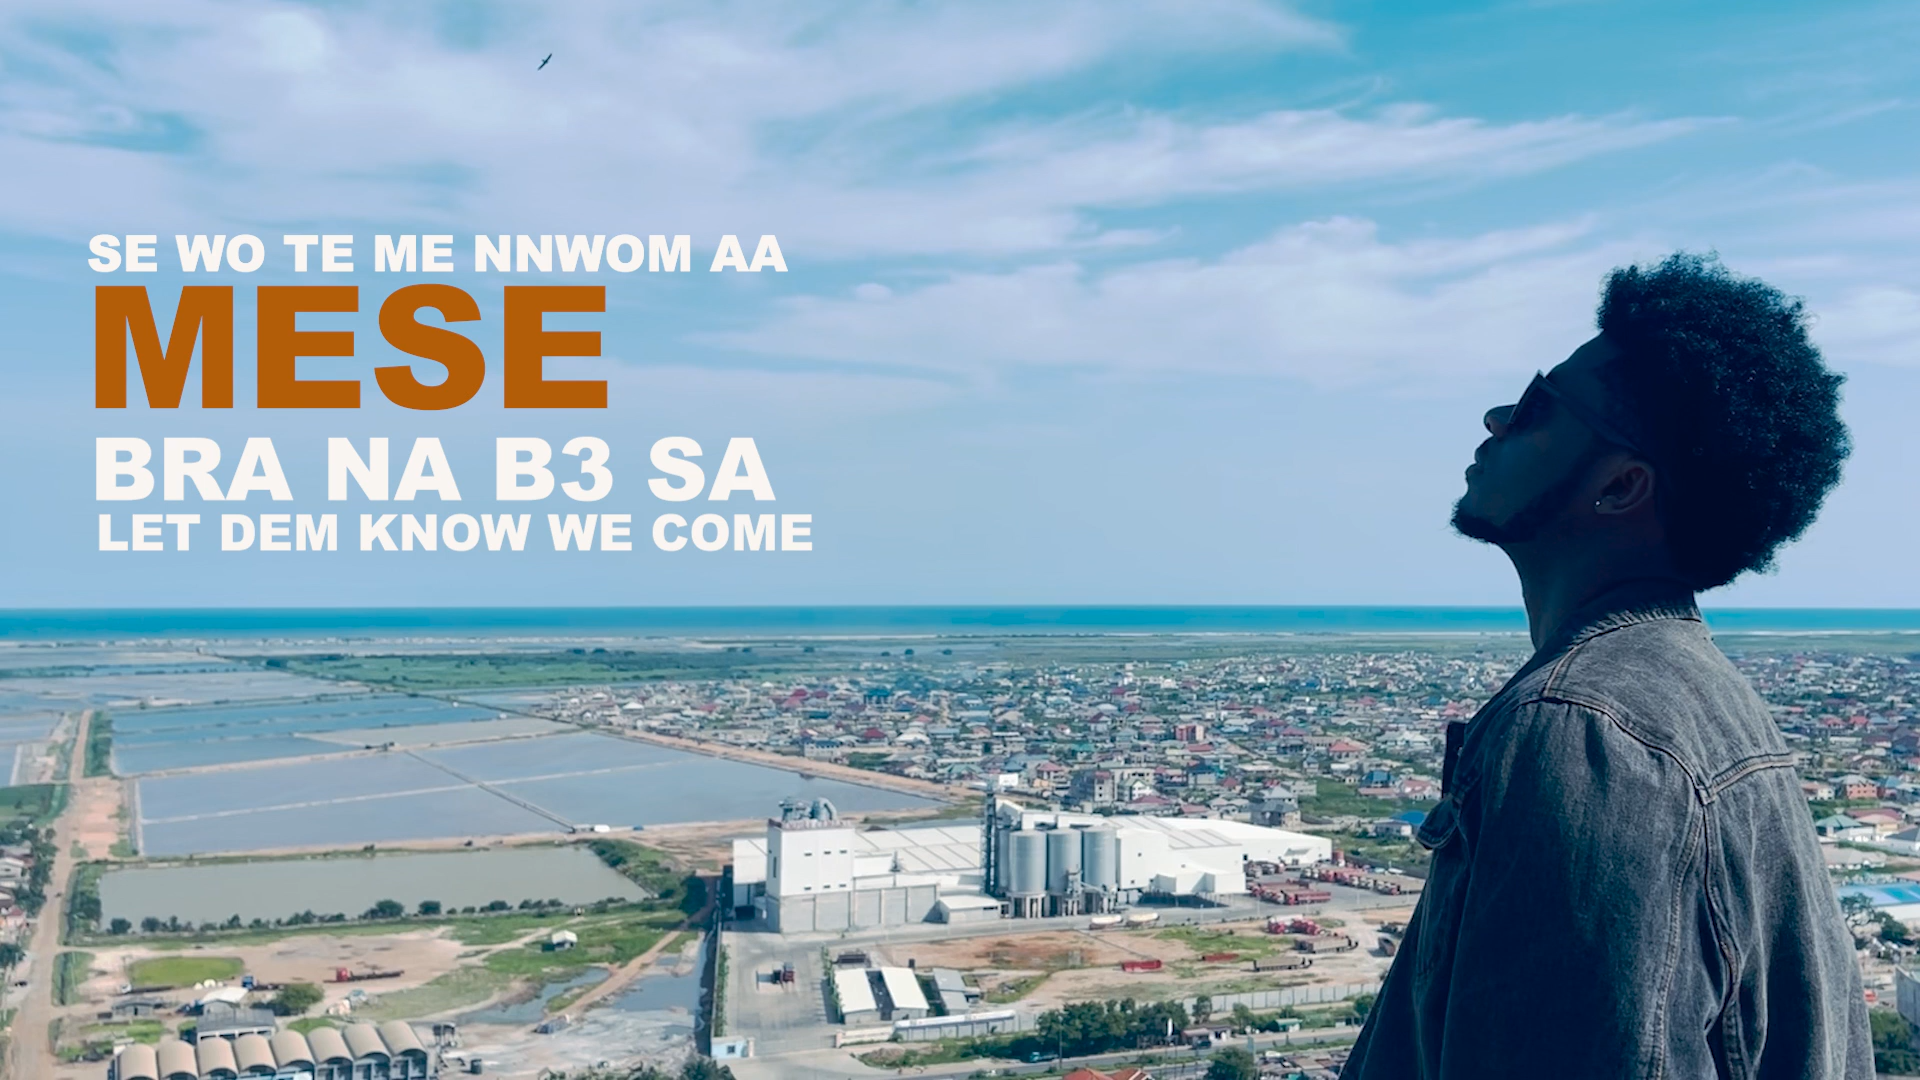 SE WO TE ME NNWOM AA
MESE
BRA NA B3 SA
LET DEM KNOW WE COME